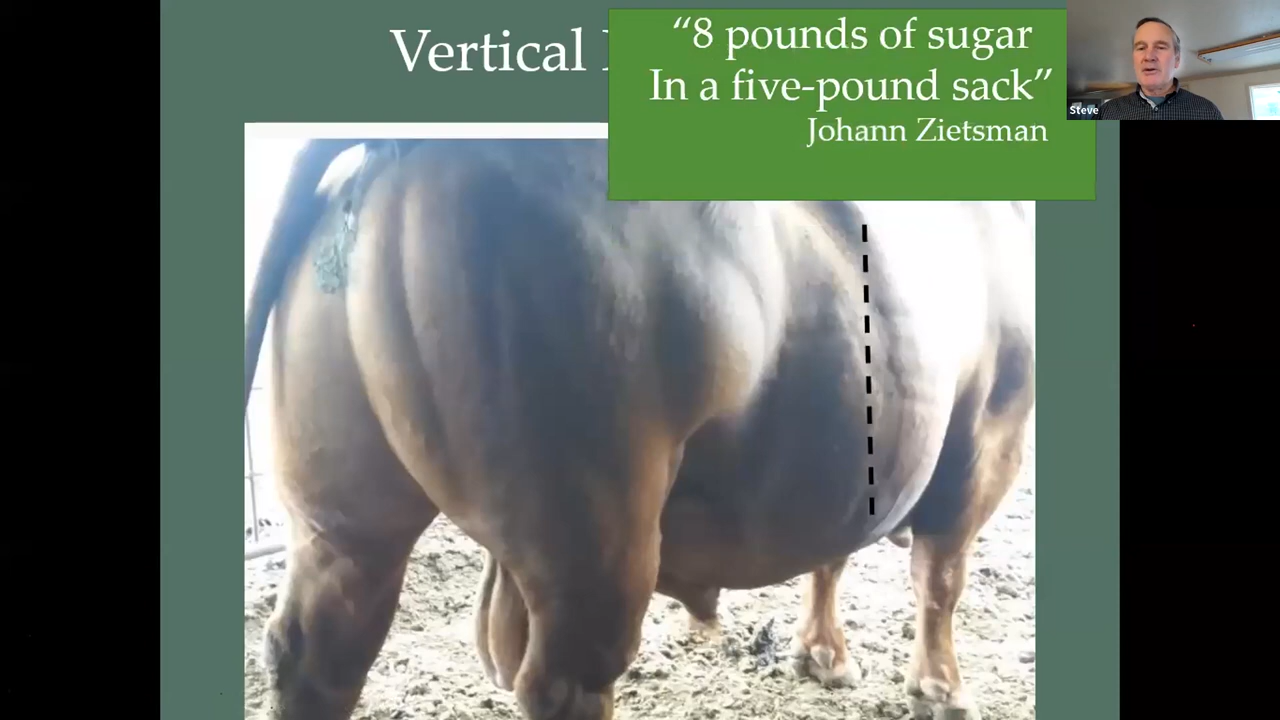 Vertical
“8 pounds of sugar
In a five-pound sack”
Johann Zietsman
Steve